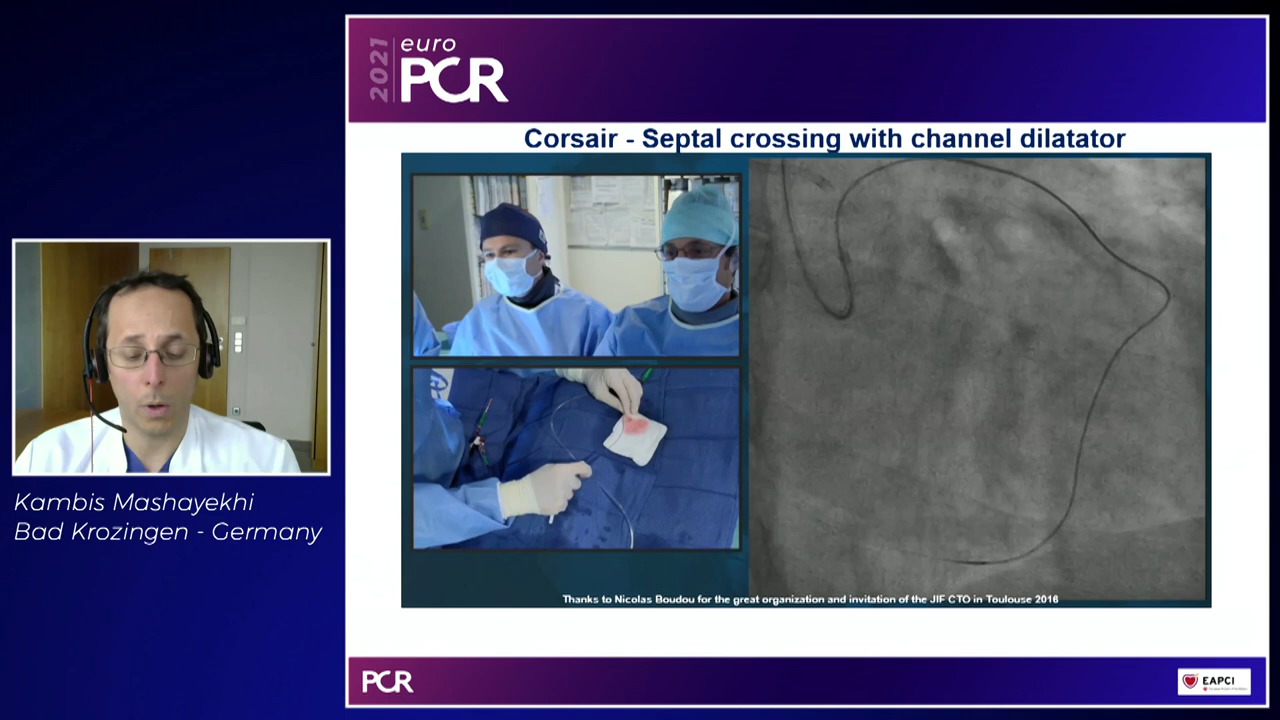 2021
euro
PCR
Corsair - Septal crossing with channel dilatator
Thanks to Nicolas Boudou for the great organization and invitation of the JIF CTO in Toulouse 2016
Kambis Mashayekhi
Bad Krozingen - Germany
PCR
EAPCI